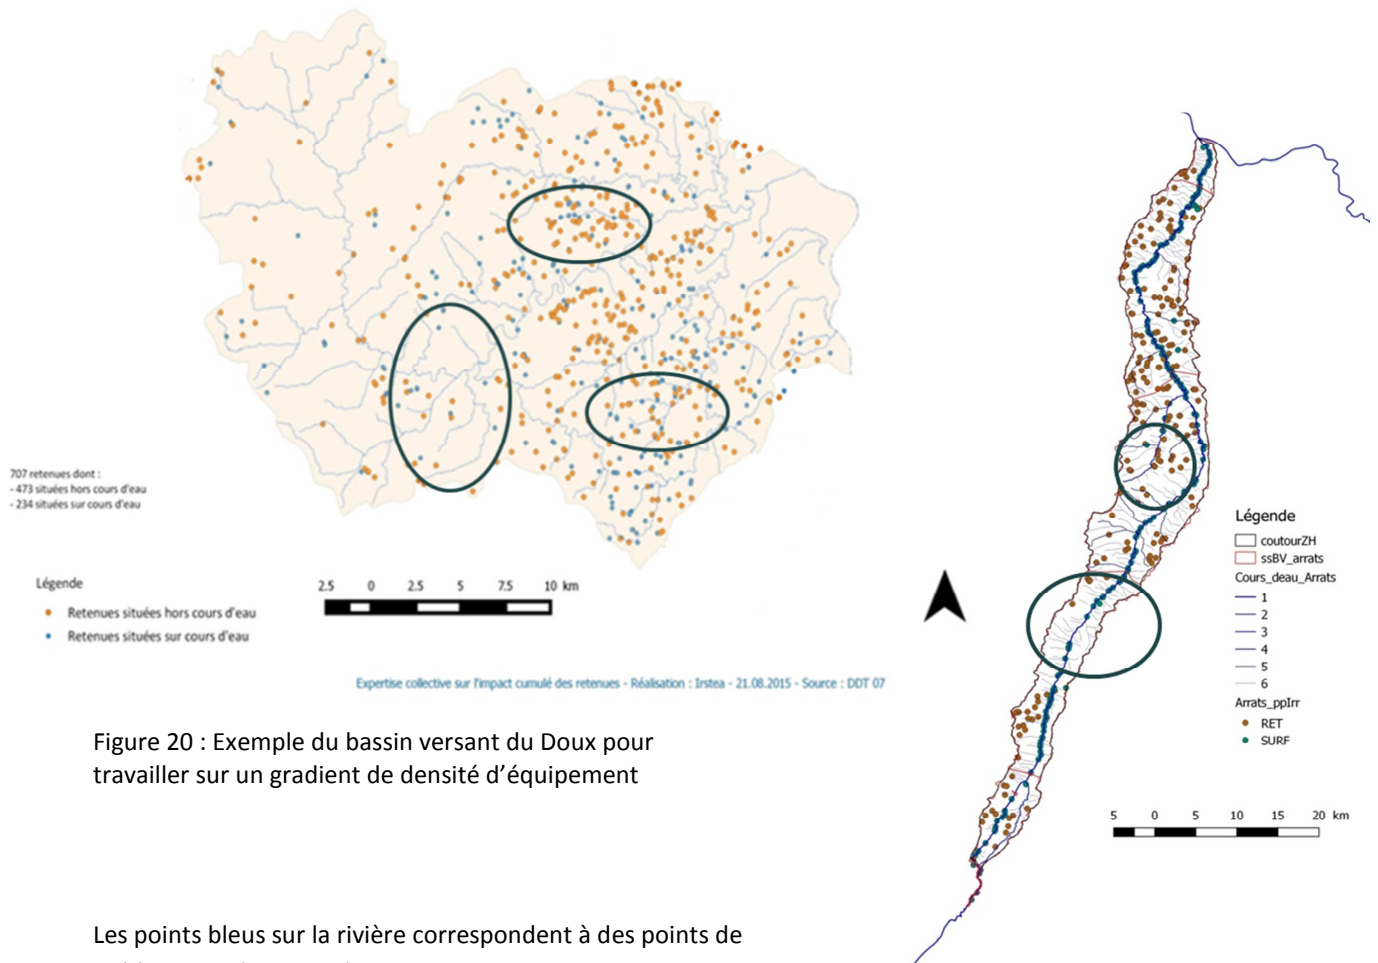 707 retenues dont :
- 473 situées hors cours d'eau
- 234 situées sur cours d'eau
Légende
Retenues situées hors cours d'eau
Retenues situées sur cours d'eau
2.5 0 2.5 5 7.5 10 km
Expertise collective sur l'impact cumulé des retenues - Réalisation : Irstea - 21.08.2015 - Source : DDT 07
Figure 20 : Exemple du bassin versant du Doux pour
travailler sur un gradient de densité d'équipement
Légende
coutourZH
ssBV_arrats
Cours_deau_Arrats
1
2
3
4
5
6
Arrats_ppIrr
RET
SURF
5 0 5 10 15 20 km
Les points bleus sur la rivière correspondent à des points de